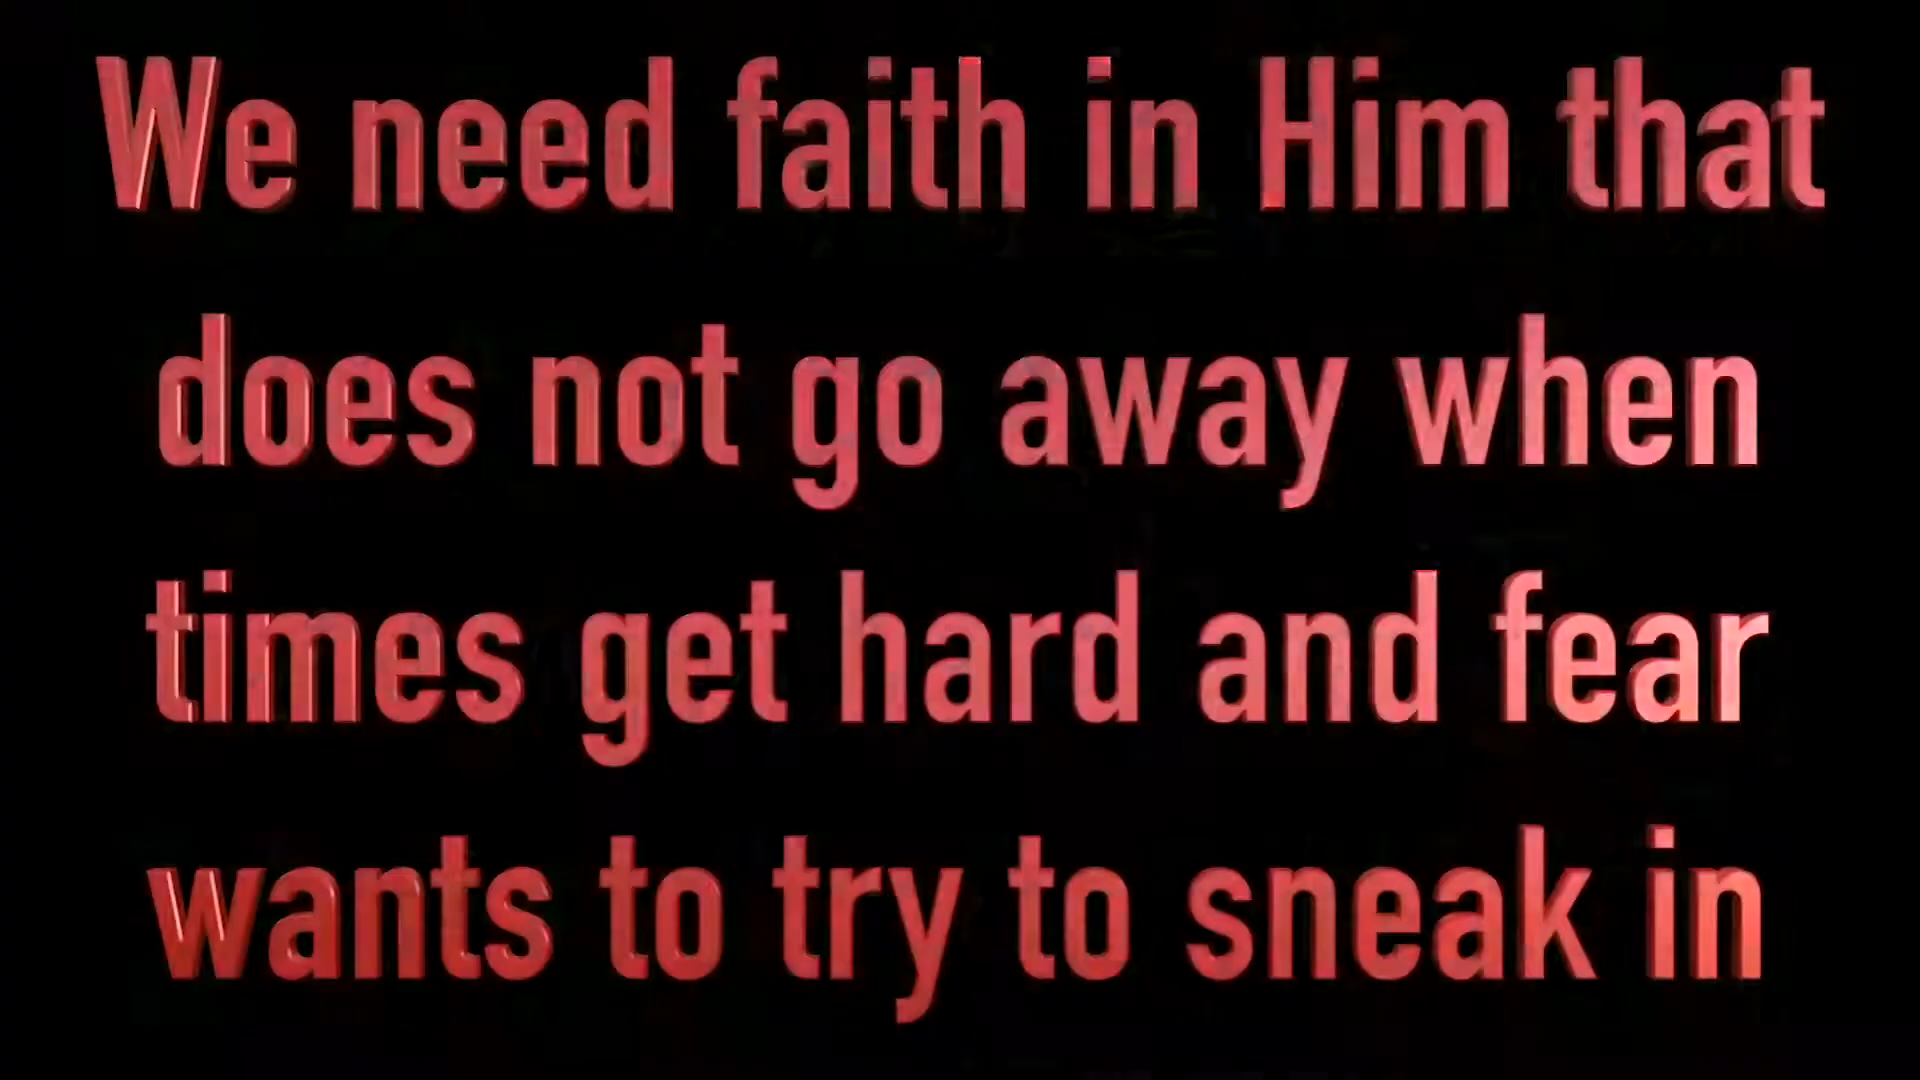 We need faith in Him that
does not go away when
times get hard and fear
wants to try to sneak in